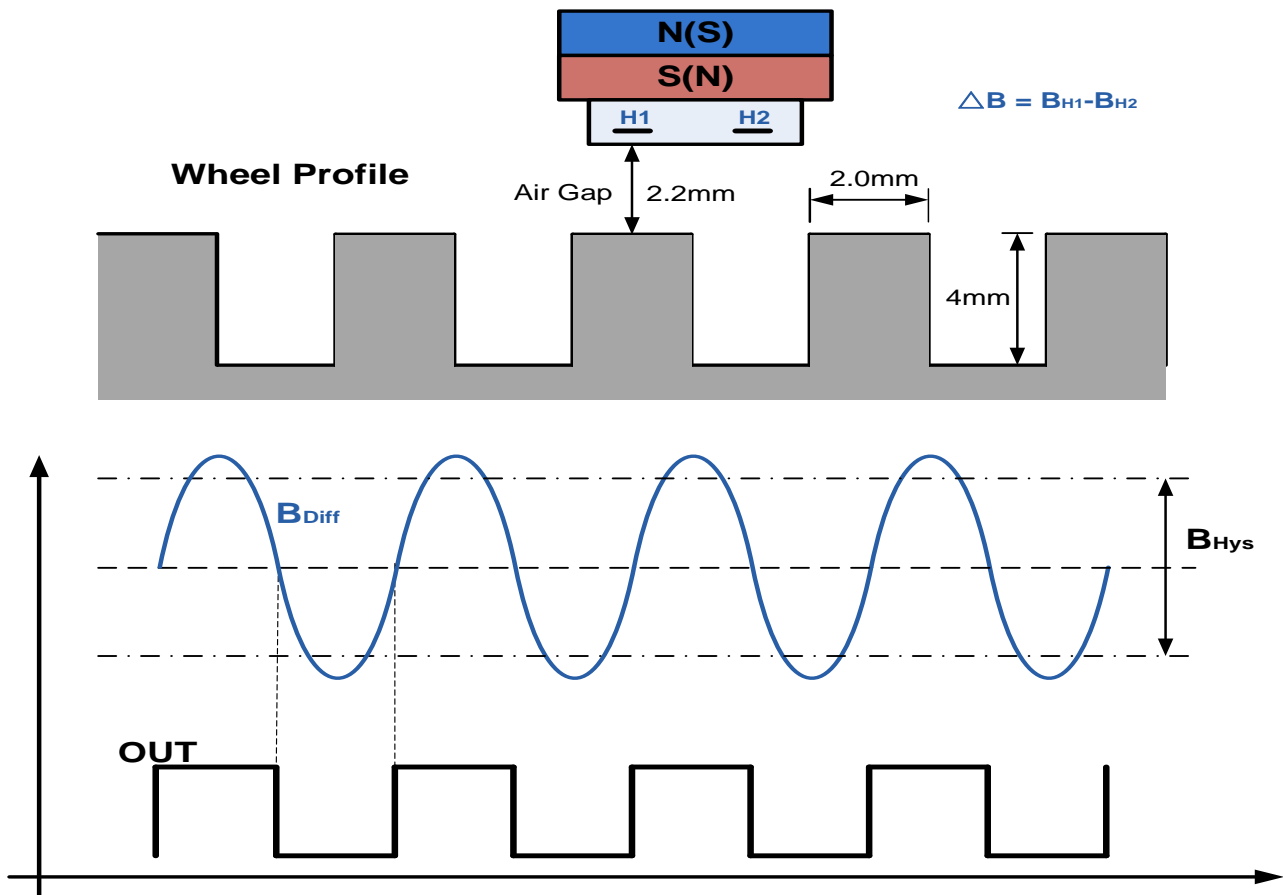 N(S)
S(N)
H1 H2
△B = BH1-BH2
Wheel Profile
Air Gap 2.2mm
2.0mm
4mm
BDiff
BHys
OUT